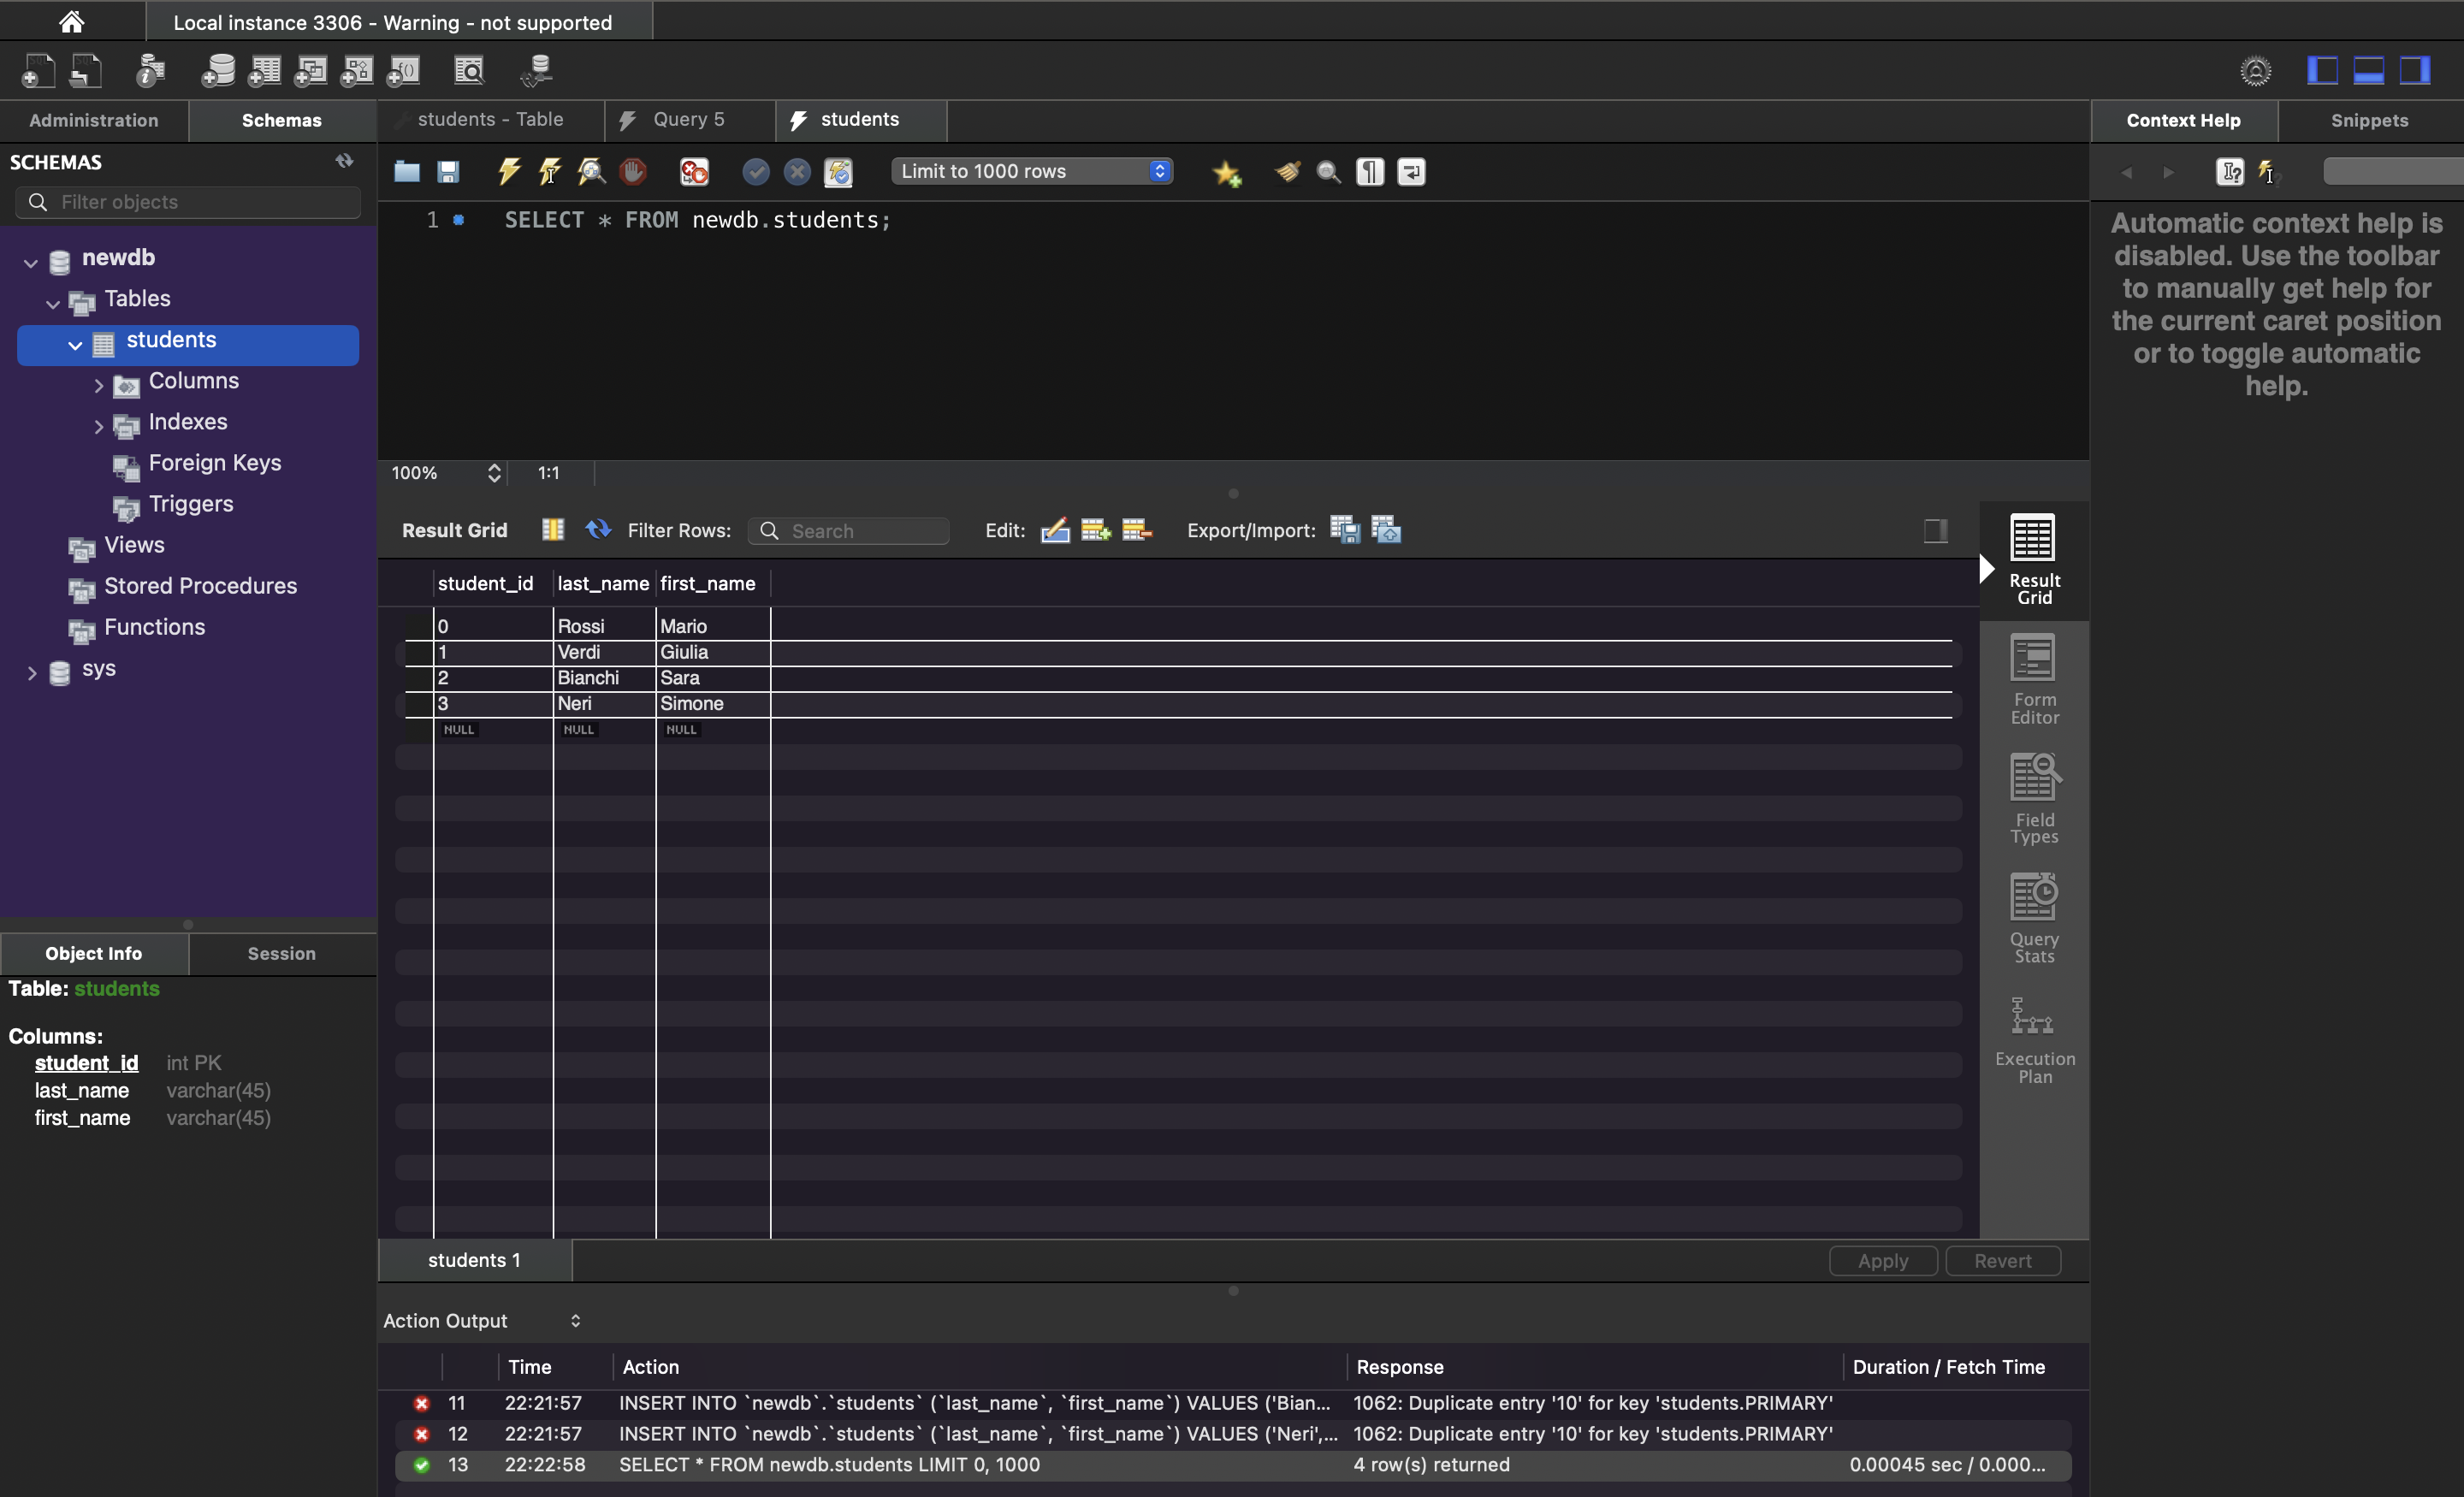 Local instance 3306 - Warning - not supported
Administration
Schemas
students - Table
Query 5
students
Context Help
Snippets
SCHEMAS
Filter objects
Limit to 1000 rows
1 SELECT * FROM newdb.students;
Automatic context help is
disabled. Use the toolbar
to manually get help for
the current caret position
or to toggle automatic
help.
newdb
Tables
students
Columns
Indexes
Foreign Keys
Triggers
Views
Stored Procedures
Functions
sys
100% 1:1
Result Grid Filter Rows: Search Edit: Export/Import:
student_id last_name first_name
0 Rossi Mario
1 Verdi Giulia
2 Bianchi Sara
3 Neri Simone
NULL NULL NULL
Result
Grid
Form
Editor
Field
Types
Query
Stats
Execution
Plan
Object Info
Session
Table: students
Columns:
student_id int PK
last_name varchar(45)
first_name varchar(45)
students 1
Apply
Revert
Action Output
Time Action Response Duration / Fetch Time
11 22:21:57 INSERT INTO `newdb`.`students` (`last_name`, `first_name`) VALUES ('Bian... 1062: Duplicate entry '10' for key 'students.PRIMARY'
12 22:21:57 INSERT INTO `newdb`.`students` (`last_name`, `first_name`) VALUES ('Neri',... 1062: Duplicate entry '10' for key 'students.PRIMARY'
13 22:22:58 SELECT * FROM newdb.students LIMIT 0, 1000 4 row(s) returned 0.00045 sec / 0.000...